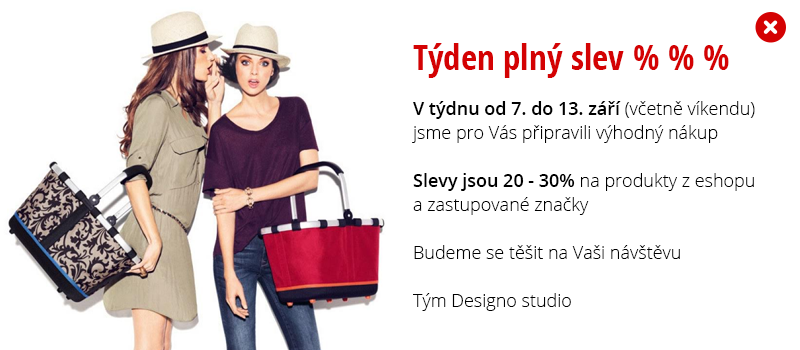 Týden plný slev % % %
V týdnu od 7. do 13. září (včetně víkendu)
jsme pro Vás připravili výhodný nákup
Slevy jsou 20 - 30% na produkty z eshopu
a zastupované značky
Budeme se těšit na Vaši návštěvu
Tým Designo studio